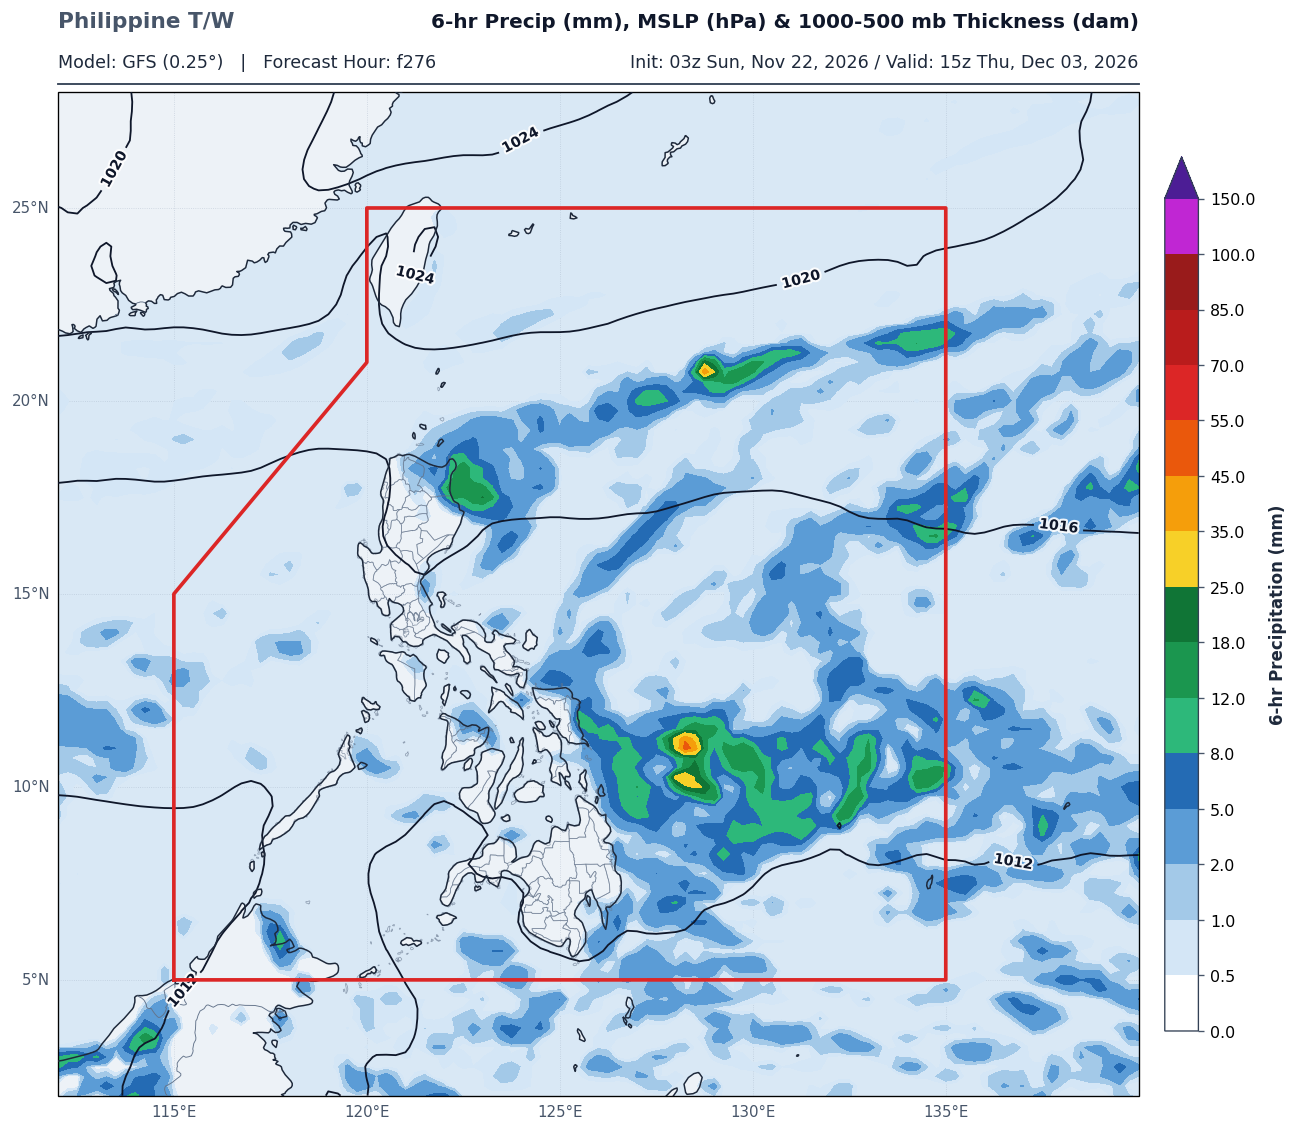 Philippine T/W
6-hr Precip (mm), MSLP (hPa) & 1000-500 mb Thickness (dam)
Model: GFS (0.25°) | Forecast Hour: f276
Init: 03z Sun, Nov 22, 2026 / Valid: 15z Thu, Dec 03, 2026
1020
1024
1024
1020
1016
1012
1012
25°N
20°N
15°N
10°N
5°N
115°E
120°E
125°E
130°E
135°E
150.0
100.0
85.0
70.0
55.0
45.0
35.0
25.0
18.0
12.0
8.0
5.0
2.0
1.0
0.5
0.0
6-hr Precipitation (mm)